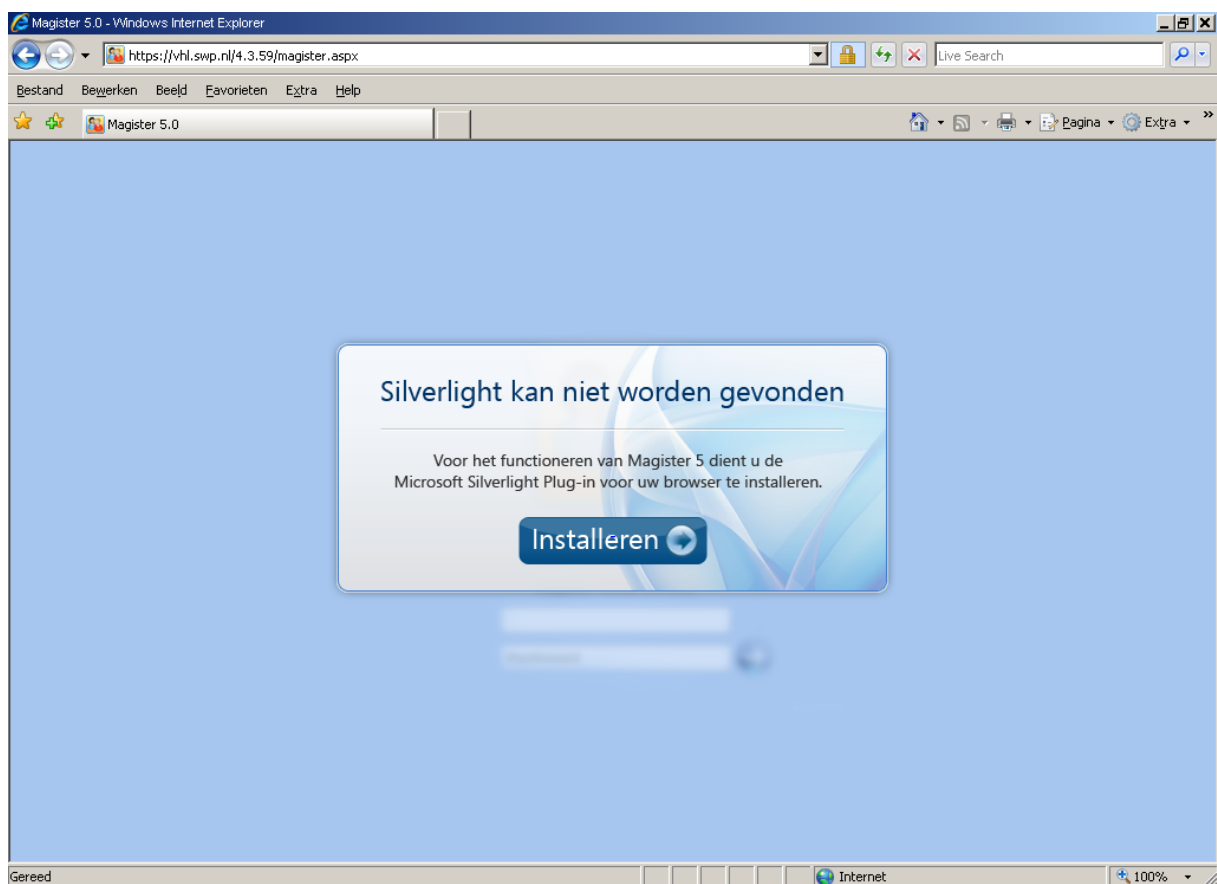 Magister 5.0 - Windows Internet Explorer
https://vhl.swp.nl/4.3.59/magister.aspx
Live Search
Bestand Bewerken Beeld Favorieten Extra Help
Magister 5.0
Pagina Extra »
Silverlight kan niet worden gevonden
Voor het functioneren van Magister 5 dient u de
Microsoft Silverlight Plug-in voor uw browser te installeren.
Installeren
Gereed Internet 100%